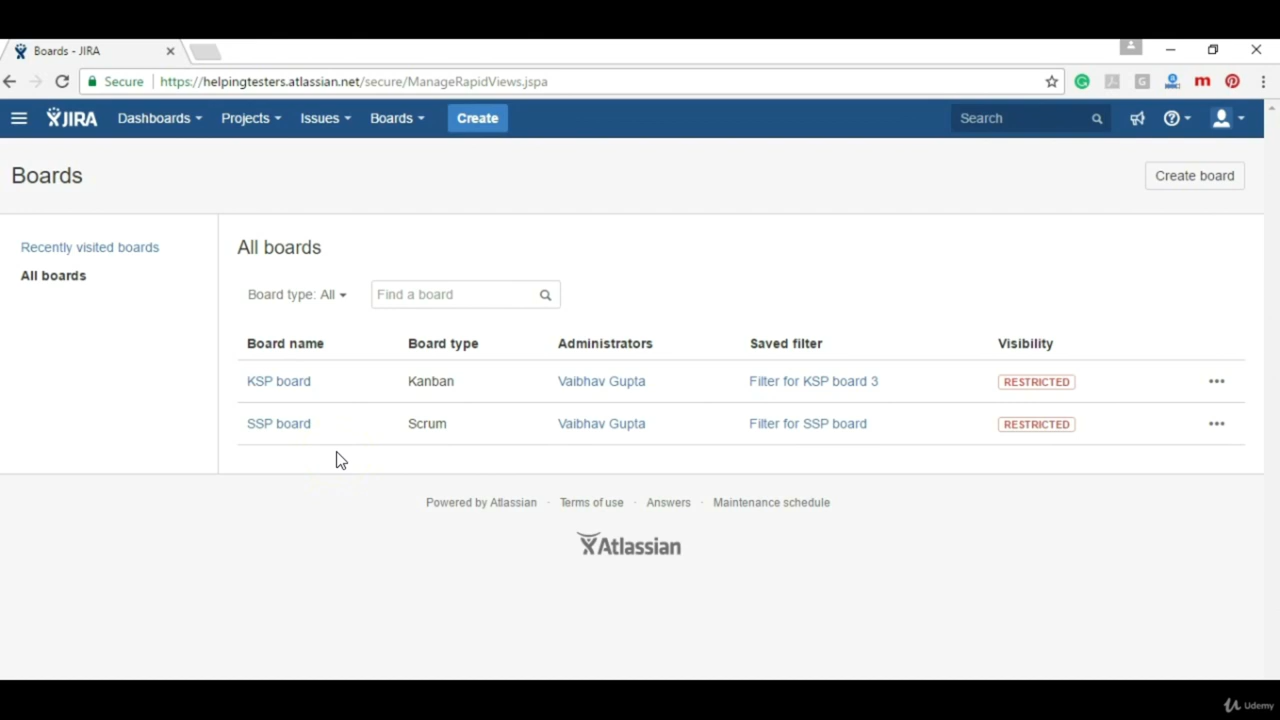 Boards - JIRA
Secure https://helpingtesters.atlassian.net/secure/ManageRapidViews.jspa
JIRA Dashboards Projects Issues Boards Create Search
Boards
Create board
Recently visited boards
All boards
All boards
Board type: All Find a board
Board name Board type Administrators Saved filter Visibility
KSP board Kanban Vaibhav Gupta Filter for KSP board 3 RESTRICTED
SSP board Scrum Vaibhav Gupta Filter for SSP board RESTRICTED
Powered by Atlassian · Terms of use · Answers · Maintenance schedule
Atlassian
Udemy